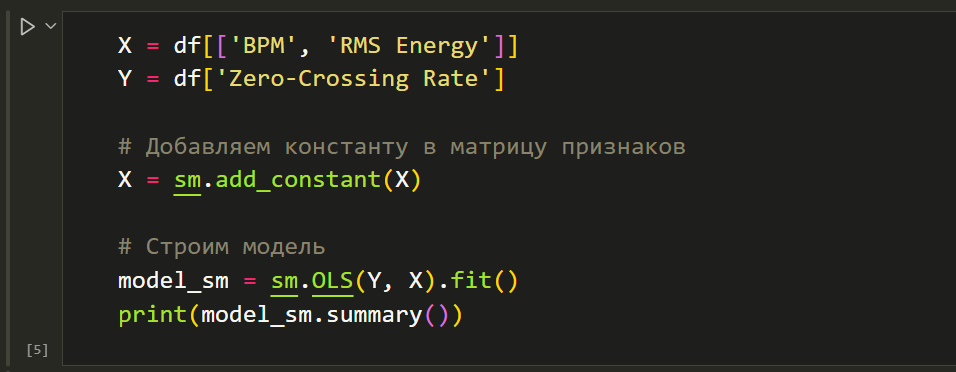 X = df[['BPM', 'RMS Energy']]
Y = df['Zero-Crossing Rate']
# Добавляем константу в матрицу признаков
X = sm.add_constant(X)
# Строим модель
model_sm = sm.OLS(Y, X).fit()
print(model_sm.summary())
[5]